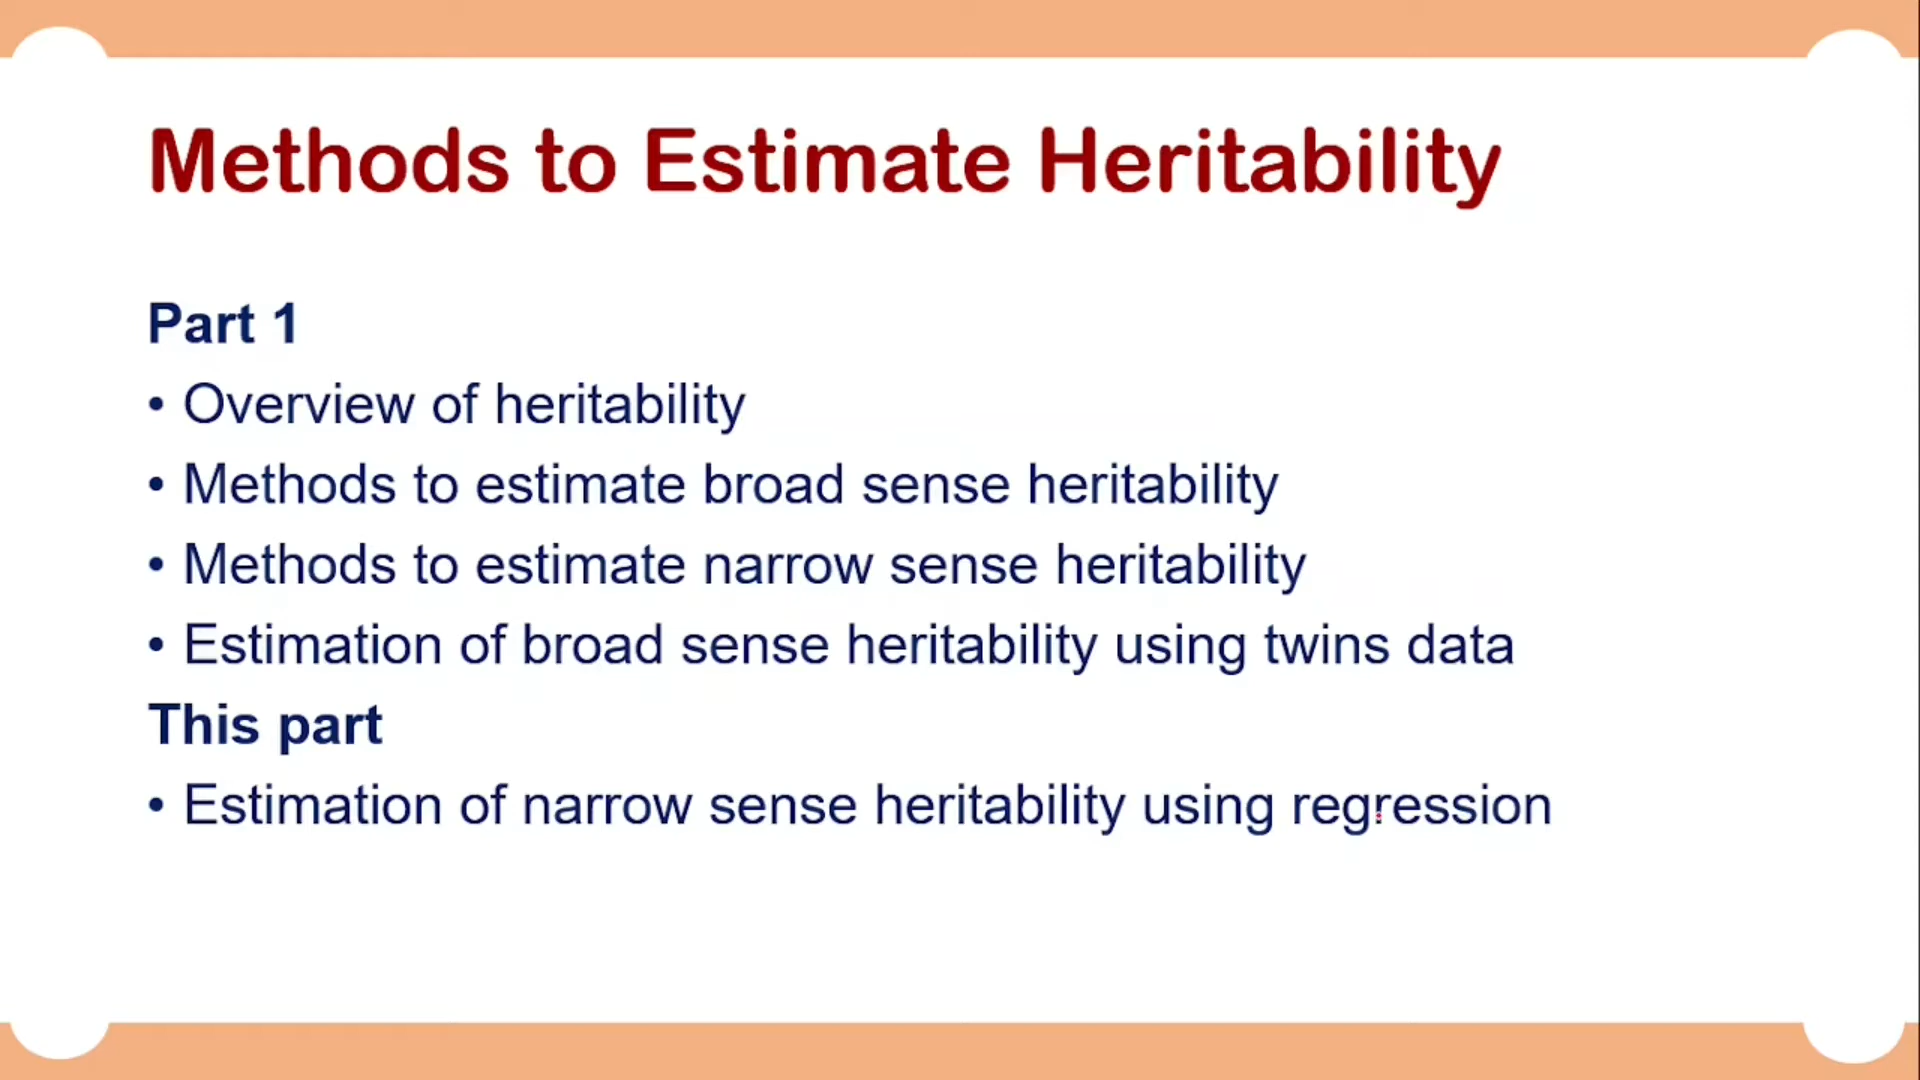 Methods to Estimate Heritability
Part 1
• Overview of heritability
• Methods to estimate broad sense heritability
• Methods to estimate narrow sense heritability
• Estimation of broad sense heritability using twins data
This part
• Estimation of narrow sense heritability using regression